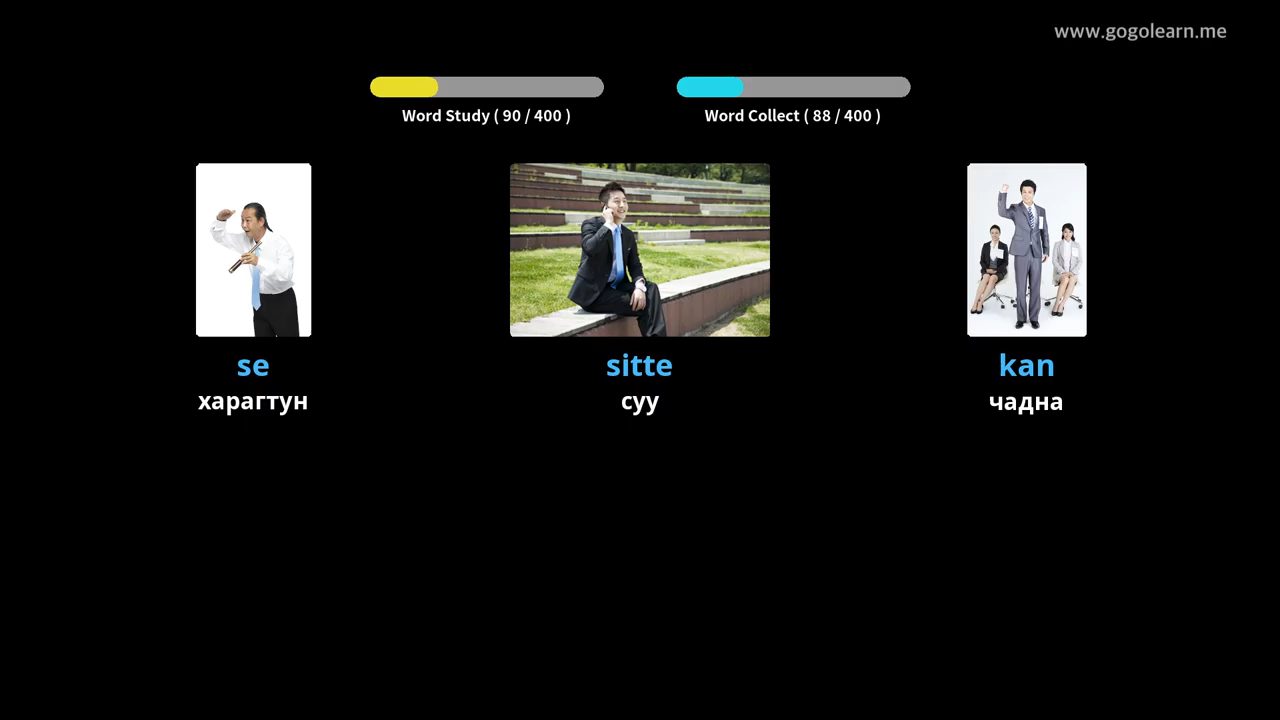 www.gogolearn.me
Word Study ( 90 / 400 )
Word Collect ( 88 / 400 )
se
sitte
kan
харагтун
суу
чадна